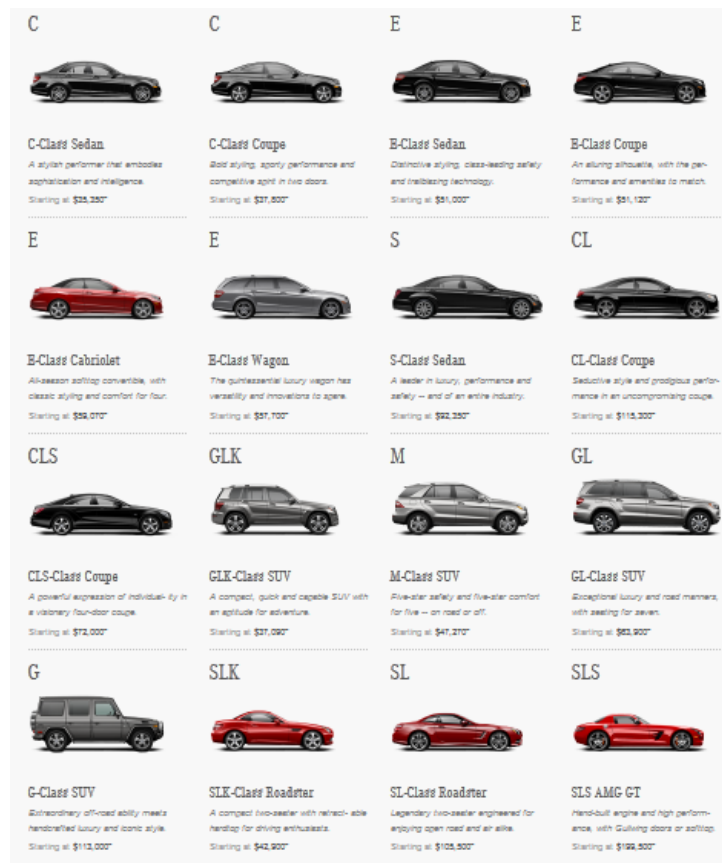 C
C-Class Sedan
A stylish performer that embodies
sophistication and intelligence.
Starting at $35,350*
C
C-Class Coupe
Bold styling, sporty performance and
competitive spirit in two doors.
Starting at $37,800*
E
E-Class Sedan
Distinctive styling, class-leading safety
and trailblazing technology.
Starting at $51,000*
E
E-Class Coupe
An alluring silhouette, with the per-
formance and amenities to match.
Starting at $51,120*
E
E-Class Cabriolet
All-season softtop convertible, with
classic styling and comfort for four.
Starting at $59,070*
E
E-Class Wagon
The quintessential luxury wagon has
versatility and innovations to spare.
Starting at $57,700*
S
S-Class Sedan
A leader in luxury, performance and
safety — and of an entire industry.
Starting at $92,350*
CL
CL-Class Coupe
Seductive style and prodigious perfor-
mance in an uncompromising coupe.
Starting at $115,300*
CLS
CLS-Class Coupe
A powerful expression of individual- ity in
a visionary four-door coupe.
Starting at $72,000*
GLK
GLK-Class SUV
A compact, quick and capable SUV with
an aptitude for adventure.
Starting at $37,090*
M
M-Class SUV
Five-star safety and five-star comfort
for five — on road or off.
Starting at $47,270*
GL
GL-Class SUV
Exceptional luxury and road manners,
with seating for seven.
Starting at $63,900*
G
G-Class SUV
Extraordinary off-road ability meets
handcrafted luxury and iconic style.
Starting at $113,000*
SLK
SLK-Class Roadster
A compact two-seater with retract- able
hardtop for driving enthusiasts.
Starting at $42,900*
SL
SL-Class Roadster
Legendary two-seater engineered for
enjoying open road and air alike.
Starting at $105,500*
SLS
SLS AMG GT
Hand-built engine and high perform-
ance, with Gullwing doors or softtop.
Starting at $199,500*